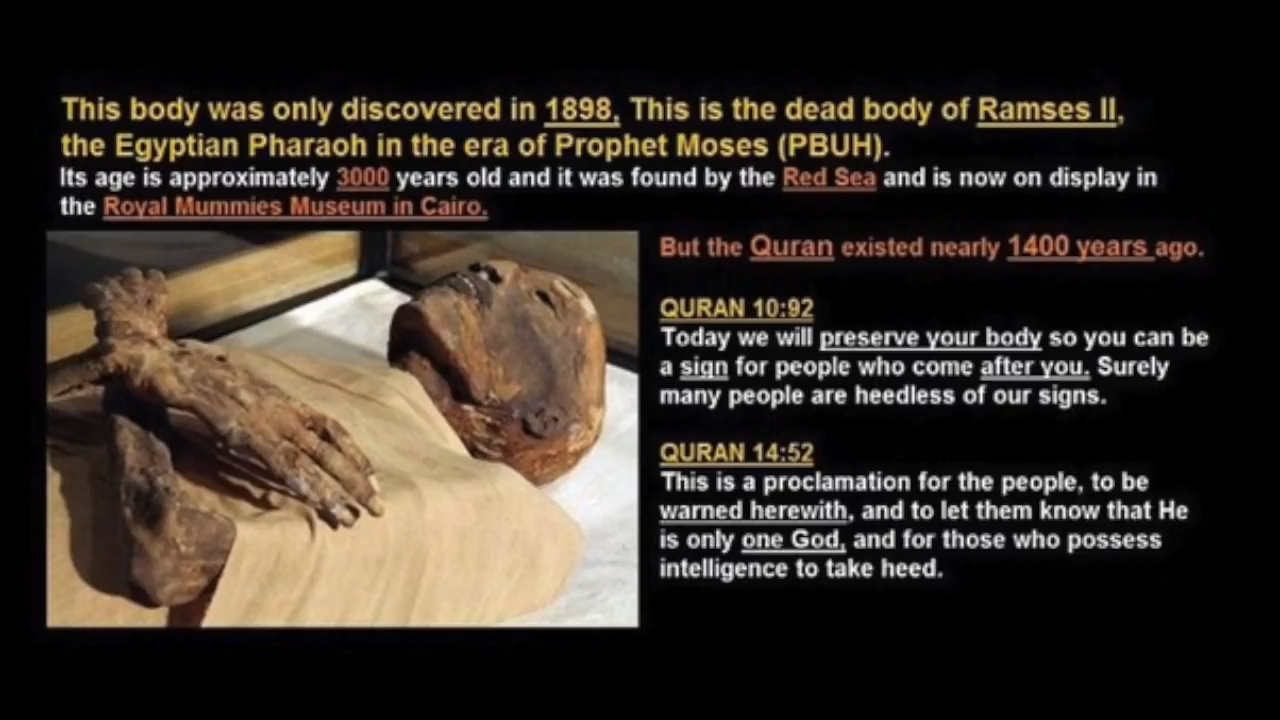 This body was only discovered in 1898, This is the dead body of Ramses II,
the Egyptian Pharaoh in the era of Prophet Moses (PBUH).
Its age is approximately 3000 years old and it was found by the Red Sea and is now on display in
the Royal Mummies Museum in Cairo.
But the Quran existed nearly 1400 years ago.
QURAN 10:92
Today we will preserve your body so you can be
a sign for people who come after you. Surely
many people are heedless of our signs.
QURAN 14:52
This is a proclamation for the people, to be
warned herewith, and to let them know that He
is only one God, and for those who possess
intelligence to take heed.